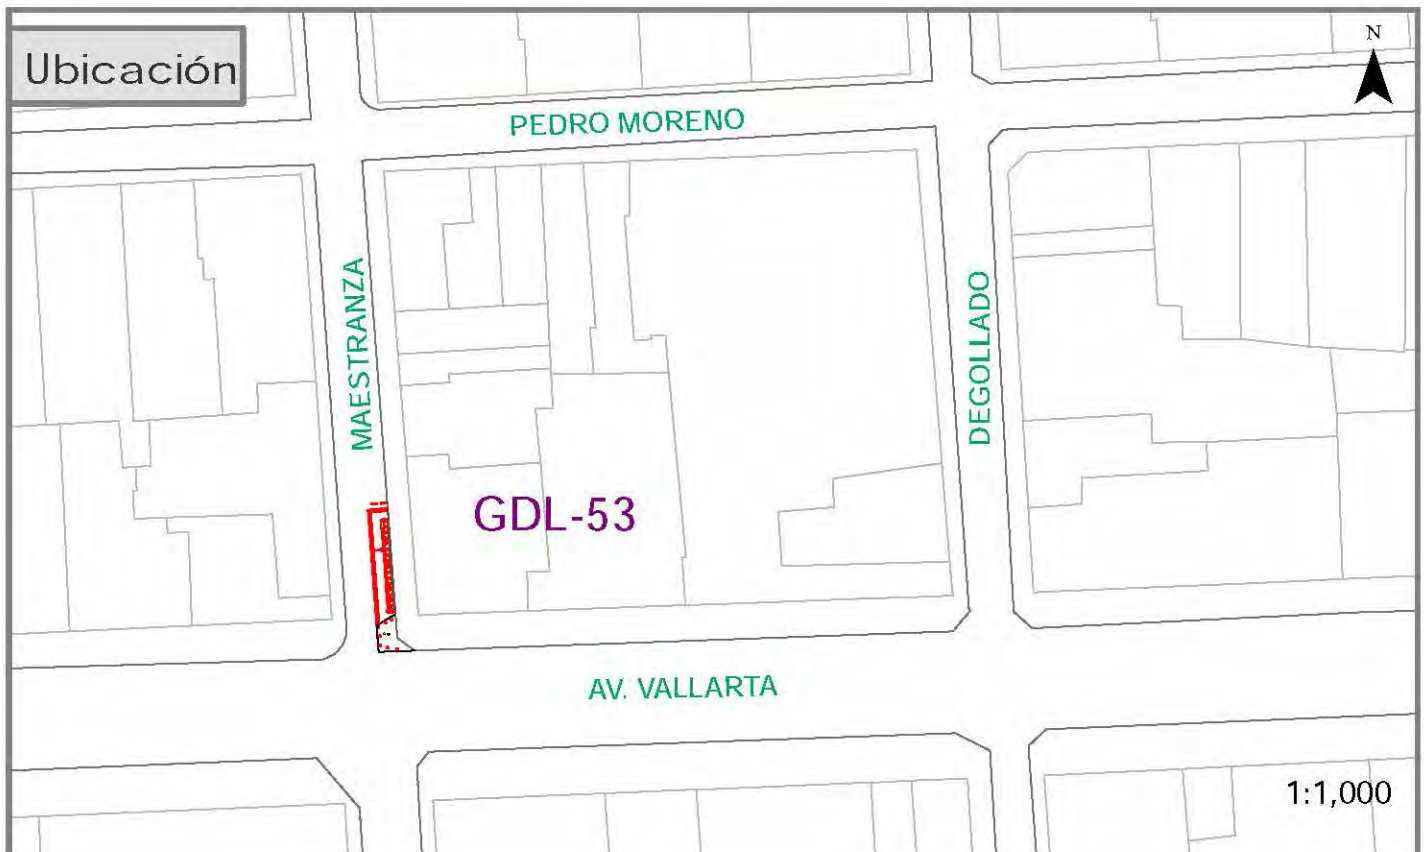 Ubicación
N
PEDRO MORENO
MAESTRANZA
DEGOLLADO
GDL-53
AV. VALLARTA
1:1,000